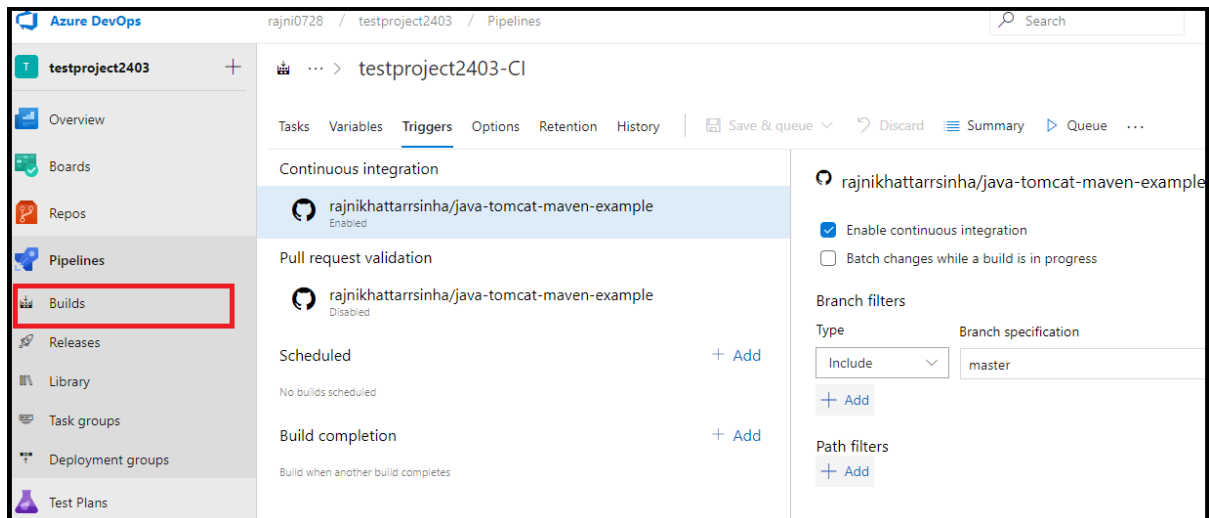 Azure DevOps
rajni0728 / testproject2403 / Pipelines
Search
T testproject2403 +
··· > testproject2403-CI
Overview
Boards
Repos
Pipelines
Builds
Releases
Library
Task groups
Deployment groups
Test Plans
Tasks Variables Triggers Options Retention History Save & queue Discard Summary Queue ...
Continuous integration
rajnikhattarrsinha/java-tomcat-maven-example
Enabled
Pull request validation
rajnikhattarrsinha/java-tomcat-maven-example
Disabled
Scheduled + Add
No builds scheduled
Build completion + Add
Build when another build completes
rajnikhattarrsinha/java-tomcat-maven-example
Enable continuous integration
Batch changes while a build is in progress
Branch filters
Type Branch specification
Include master
+ Add
Path filters
+ Add